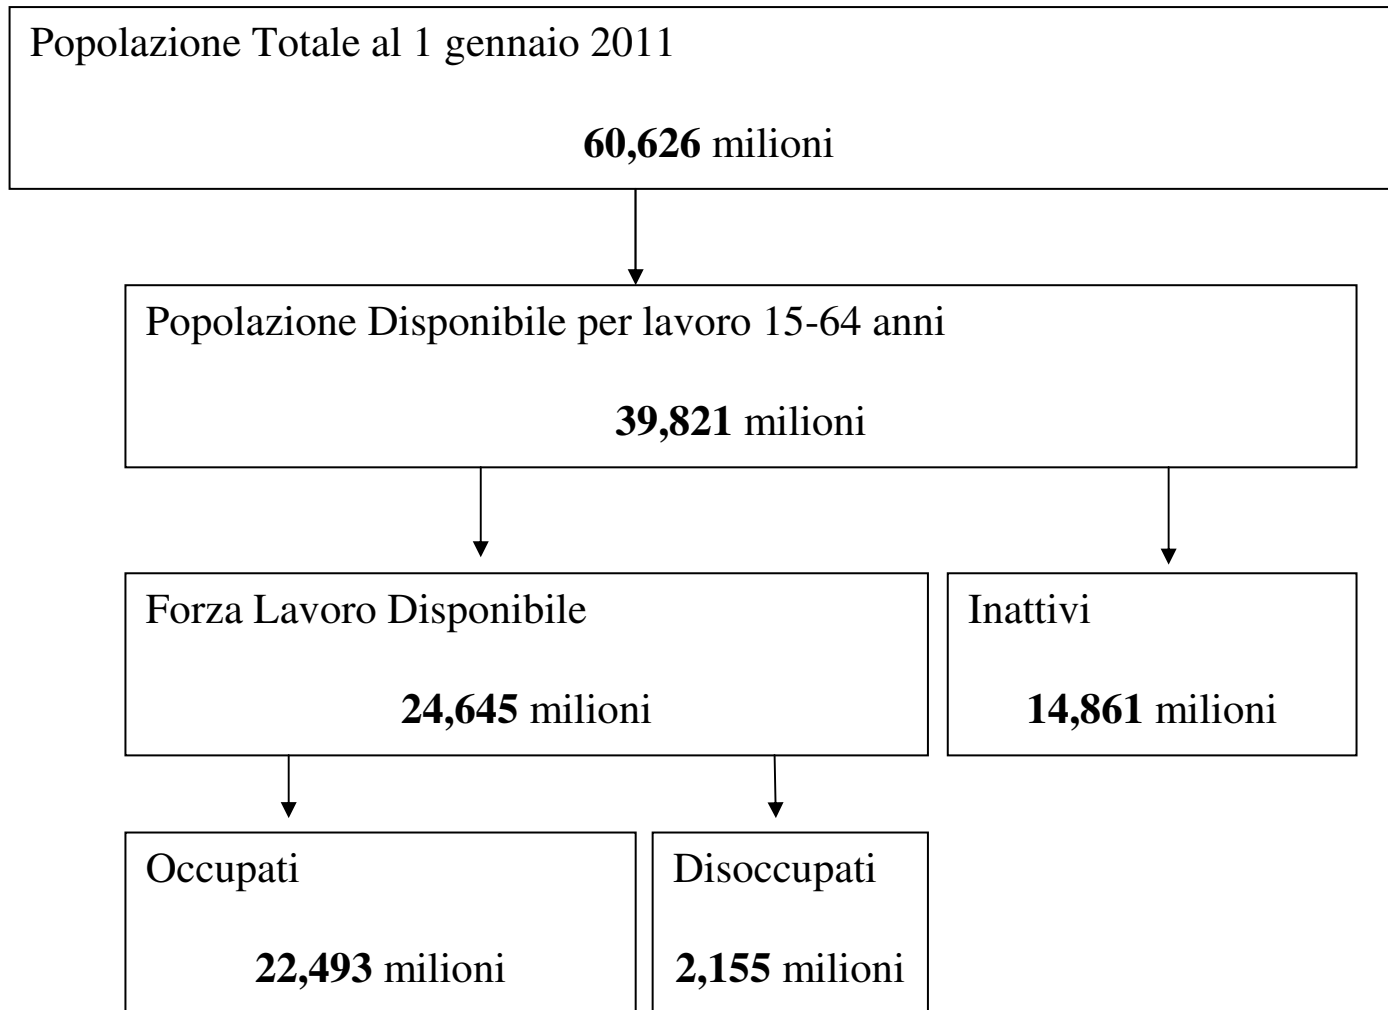 Popolazione Totale al 1 gennaio 2011
60,626 milioni
Popolazione Disponibile per lavoro 15-64 anni
39,821 milioni
Forza Lavoro Disponibile
24,645 milioni
Inattivi
14,861 milioni
Occupati
22,493 milioni
Disoccupati
2,155 milioni